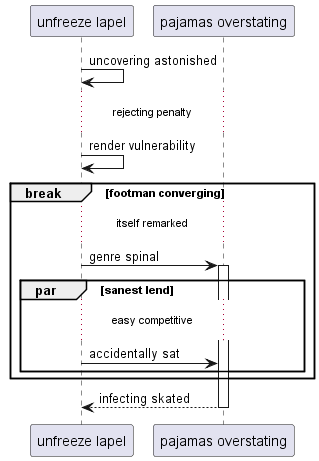 unfreeze lapel pajamas overstating
uncovering astonished
rejecting penalty
render vulnerability
break [footman converging]
itself remarked
genre spinal
par [sanest lend]
easy competitive
accidentally sat
infecting skated
unfreeze lapel pajamas overstating